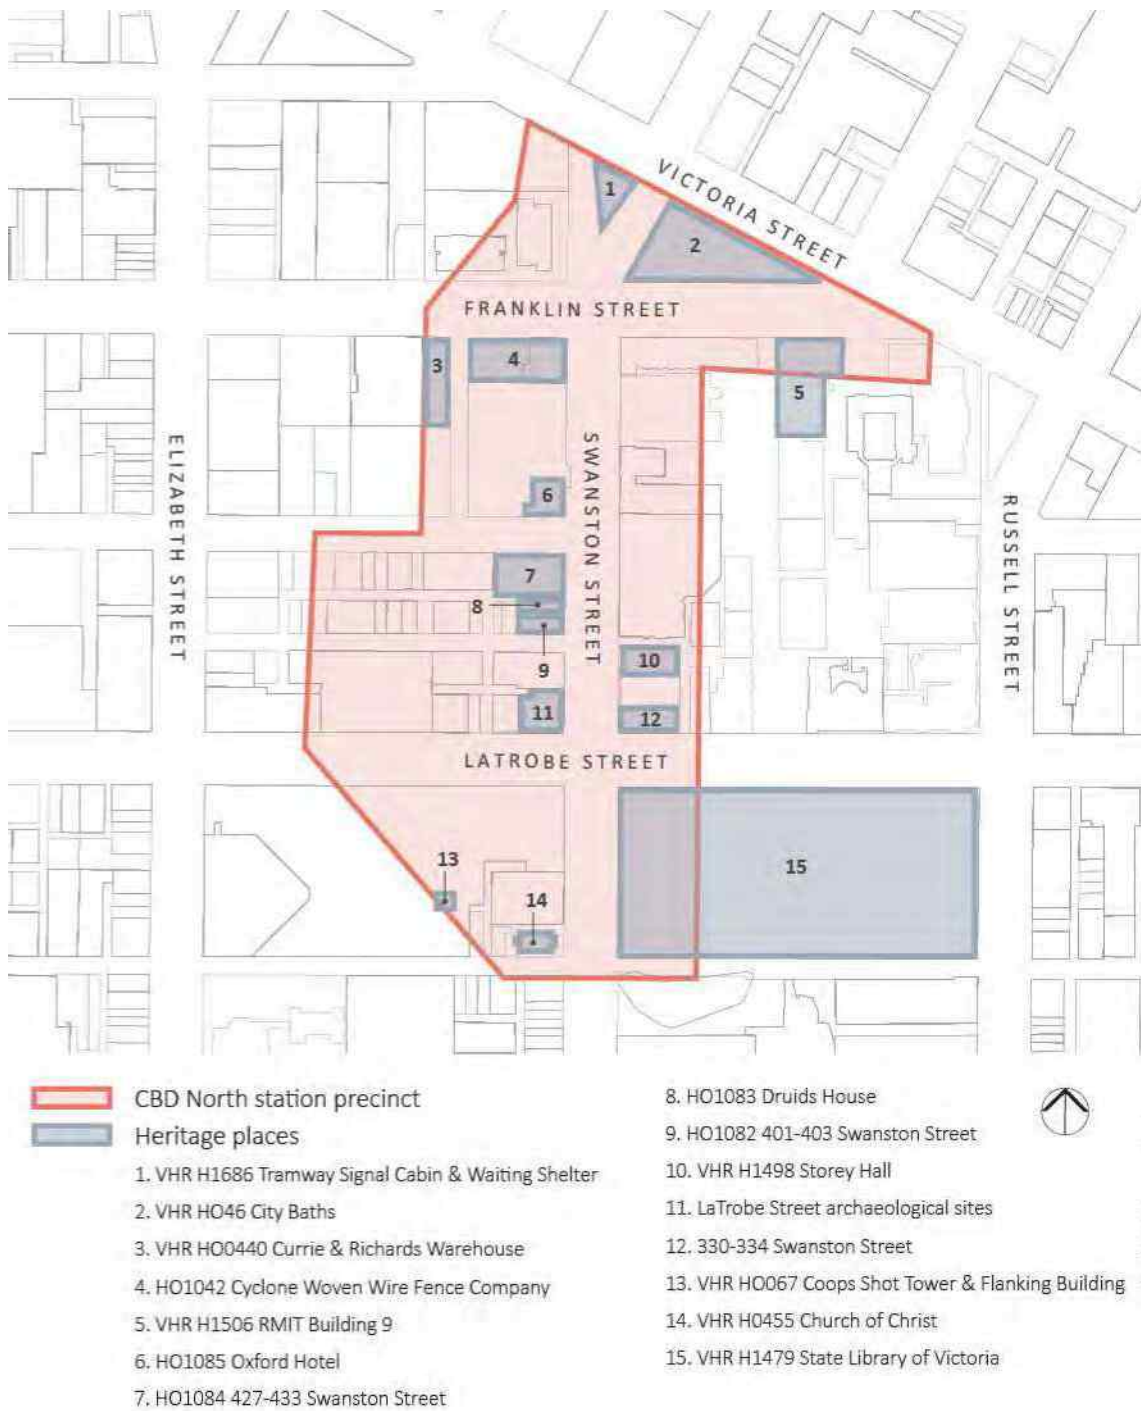 1
VICTORIA STREET
2
FRANKLIN STREET
3
4
5
ELIZABETH STREET
SWANSTON STREET
RUSSELL STREET
6
7
8
9
10
11
12
LATROBE STREET
13
14
15
CBD North station precinct
Heritage places
1. VHR H1686 Tramway Signal Cabin & Waiting Shelter
2. VHR HO46 City Baths
3. VHR HO0440 Currie & Richards Warehouse
4. HO1042 Cyclone Woven Wire Fence Company
5. VHR H1506 RMIT Building 9
6. HO1085 Oxford Hotel
7. HO1084 427-433 Swanston Street
8. HO1083 Druids House
9. HO1082 401-403 Swanston Street
10. VHR H1498 Storey Hall
11. LaTrobe Street archaeological sites
12. 330-334 Swanston Street
13. VHR HO067 Coops Shot Tower & Flanking Building
14. VHR H0455 Church of Christ
15. VHR H1479 State Library of Victoria